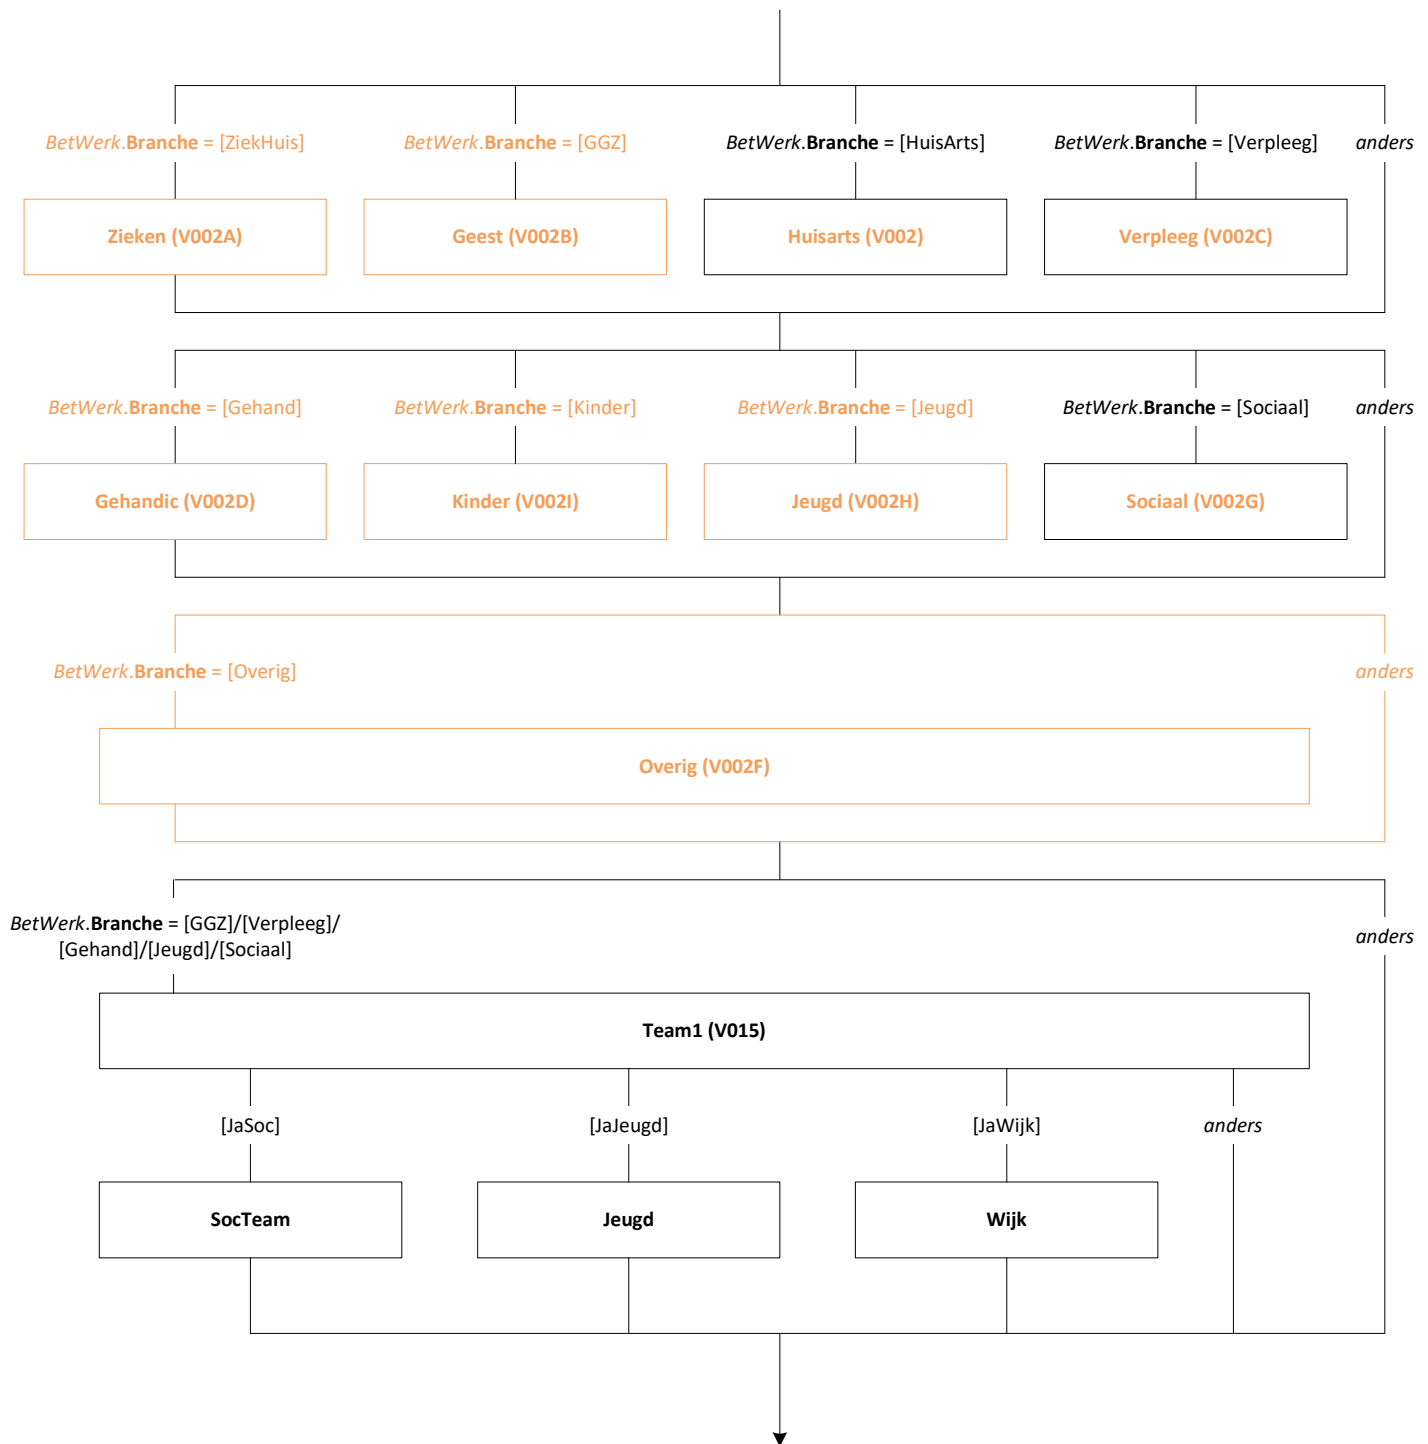 BetWerk.Branche = [ZiekHuis]
BetWerk.Branche = [GGZ]
BetWerk.Branche = [HuisArts]
BetWerk.Branche = [Verpleeg]
anders
Zieken (V002A)
Geest (V002B)
Huisarts (V002)
Verpleeg (V002C)
BetWerk.Branche = [Gehand]
BetWerk.Branche = [Kinder]
BetWerk.Branche = [Jeugd]
BetWerk.Branche = [Sociaal]
anders
Gehandic (V002D)
Kinder (V002I)
Jeugd (V002H)
Sociaal (V002G)
BetWerk.Branche = [Overig]
anders
Overig (V002F)
BetWerk.Branche = [GGZ]/[Verpleeg]/
[Gehand]/[Jeugd]/[Sociaal]
anders
Team1 (V015)
[JaSoc]
[JaJeugd]
[JaWijk]
anders
SocTeam
Jeugd
Wijk